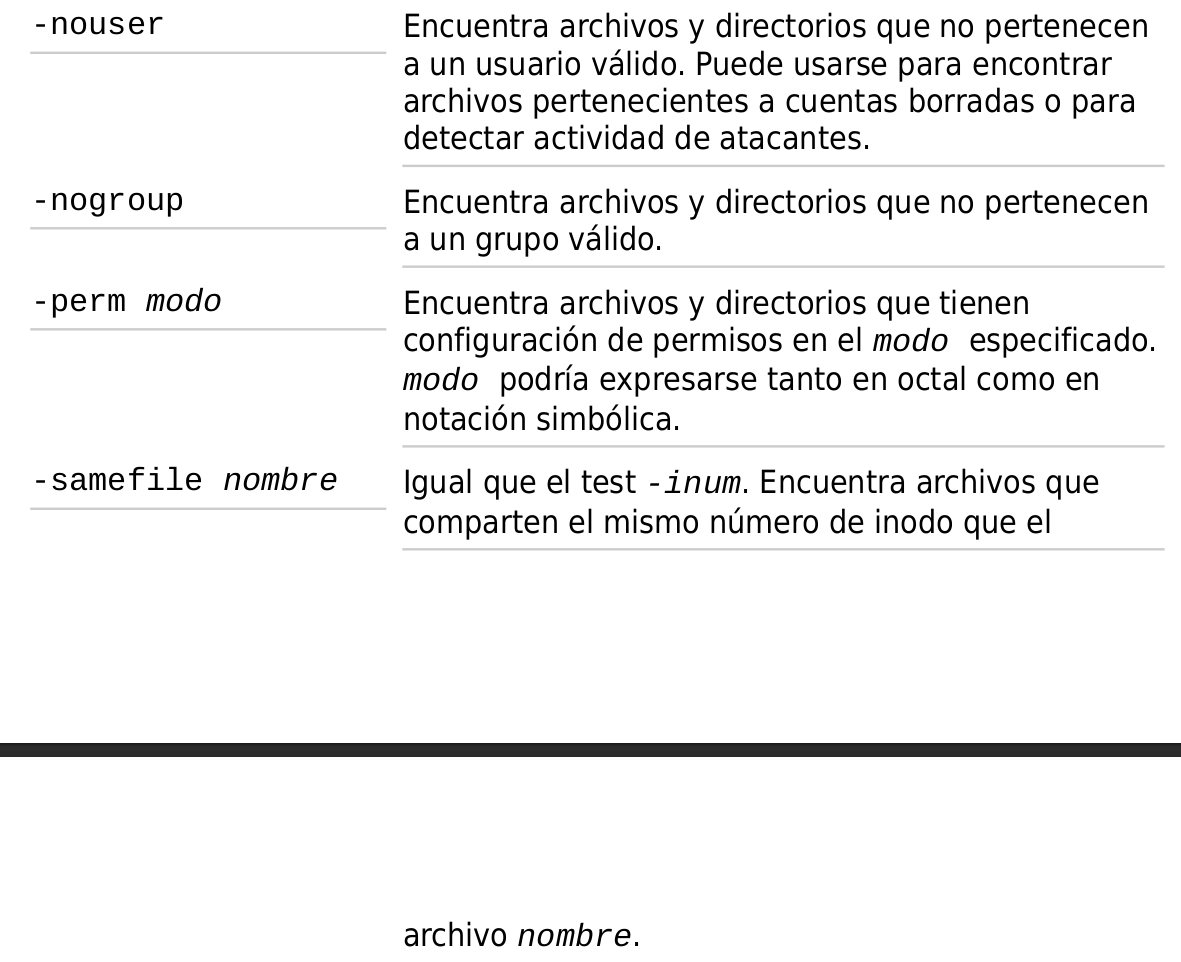 -nouser
Encuentra archivos y directorios que no pertenecen
a un usuario válido. Puede usarse para encontrar
archivos pertenecientes a cuentas borradas o para
detectar actividad de atacantes.
-nogroup
Encuentra archivos y directorios que no pertenecen
a un grupo válido.
-perm modo
Encuentra archivos y directorios que tienen
configuración de permisos en el modo especificado.
modo podría expresarse tanto en octal como en
notación simbólica.
-samefile nombre
Igual que el test -inum. Encuentra archivos que
comparten el mismo número de inodo que el
archivo nombre.